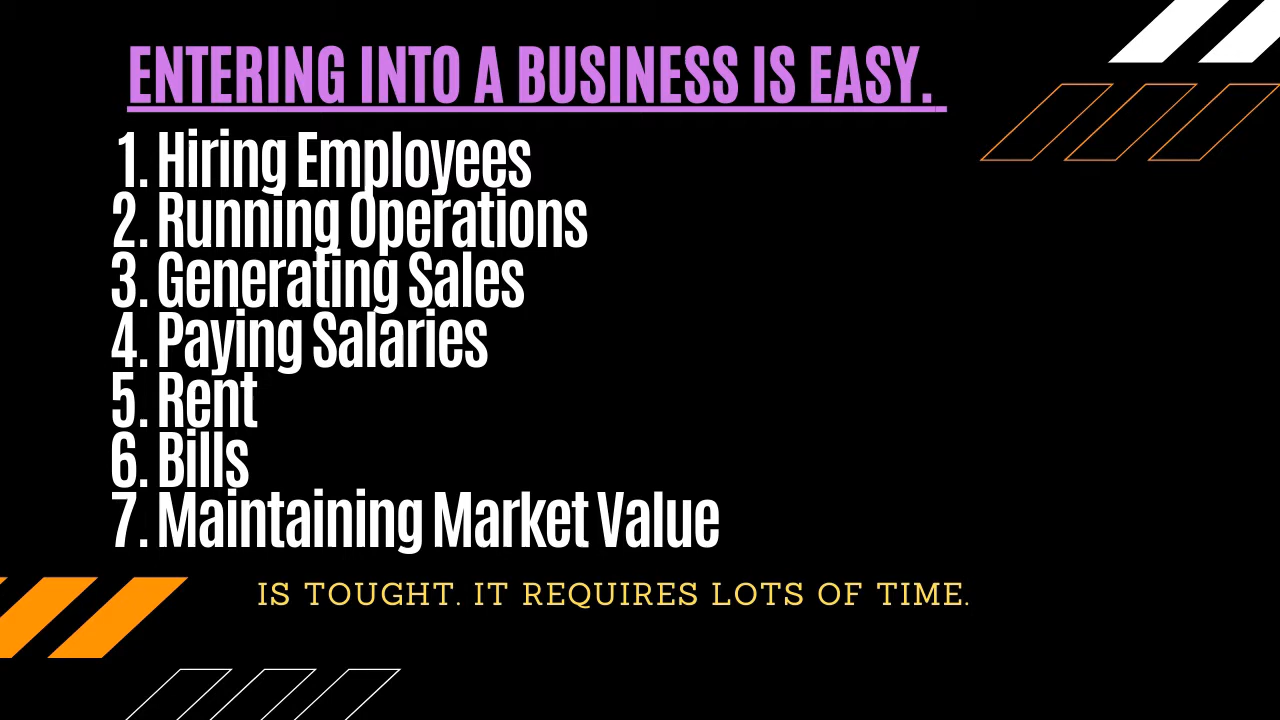 ENTERING INTO A BUSINESS IS EASY.
1. Hiring Employees
2. Running Operations
3. Generating Sales
4. Paying Salaries
5. Rent
6. Bills
7. Maintaining Market Value
IS TOUGHT. IT REQUIRES LOTS OF TIME.